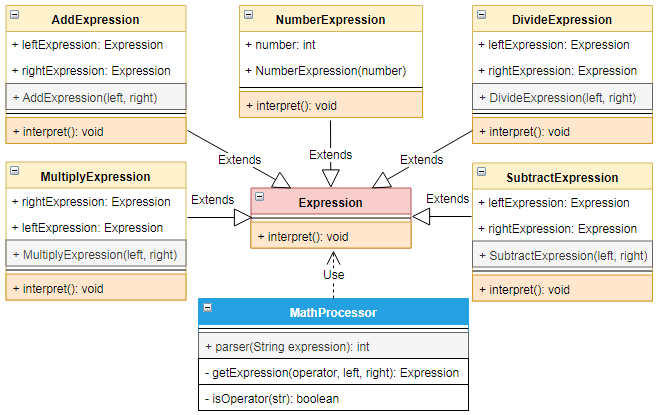 AddExpression
+ leftExpression: Expression
+ rightExpression: Expression
+ AddExpression(left, right)
+ interpret(): void
NumberExpression
+ number: int
+ NumberExpression(number)
+ interpret(): void
DivideExpression
+ leftExpression: Expression
+ rightExpression: Expression
+ DivideExpression(left, right)
+ interpret(): void
Extends
Extends
Extends
MultiplyExpression
+ rightExpression: Expression
+ leftExpression: Expression
+ MultiplyExpression(left, right)
+ interpret(): void
Extends
Expression
+ interpret(): void
Extends
SubtractExpression
+ leftExpression: Expression
+ rightExpression: Expression
+ SubtractExpression(left, right)
+ interpret(): void
Use
MathProcessor
+ parser(String expression): int
- getExpression(operator, left, right): Expression
- isOperator(str): boolean